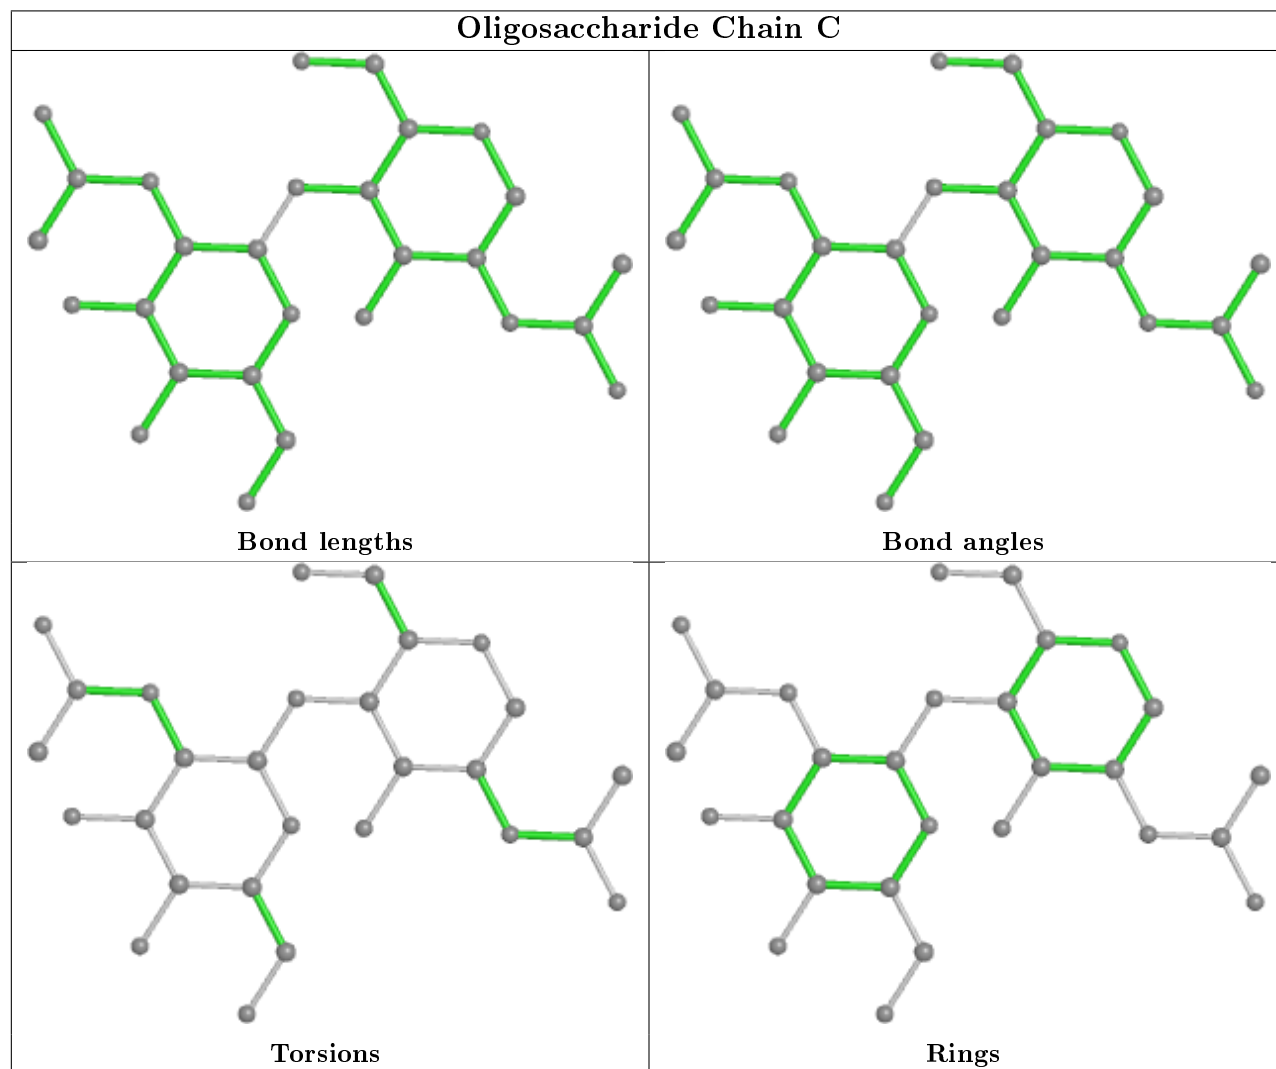 Oligosaccharide Chain C
Bond lengths
Bond angles
Torsions
Rings